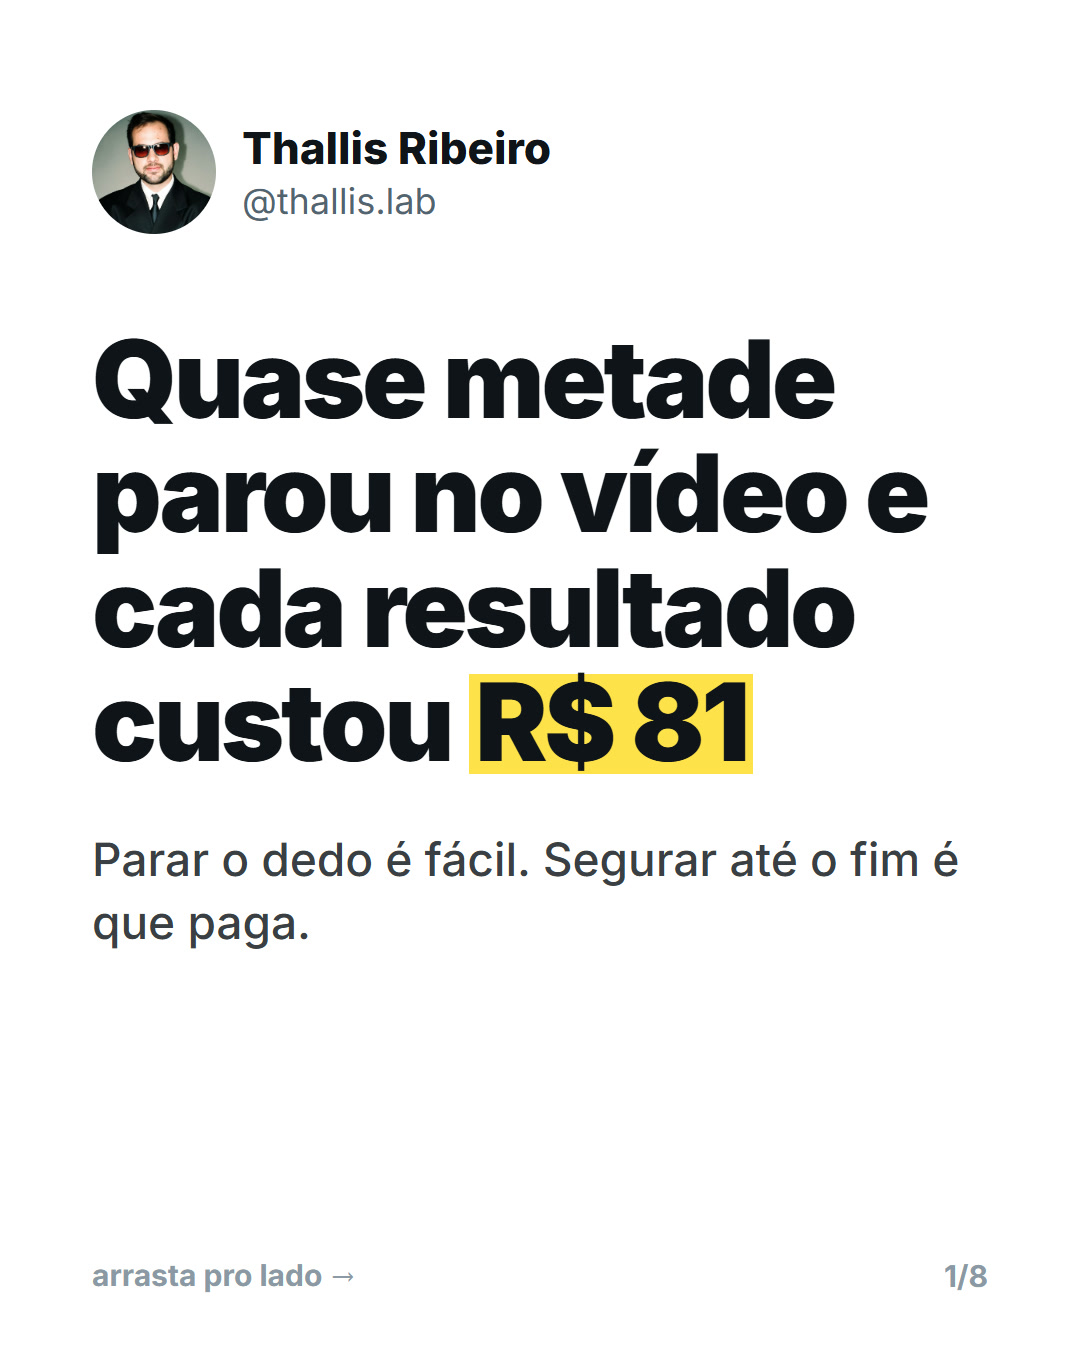 Thallis Ribeiro
@thallis.lab
Quase metade
parou no vídeo e
cada resultado
custou R$ 81
Parar o dedo é fácil. Segurar até o fim é
que paga.
arrasta pro lado →
1/8